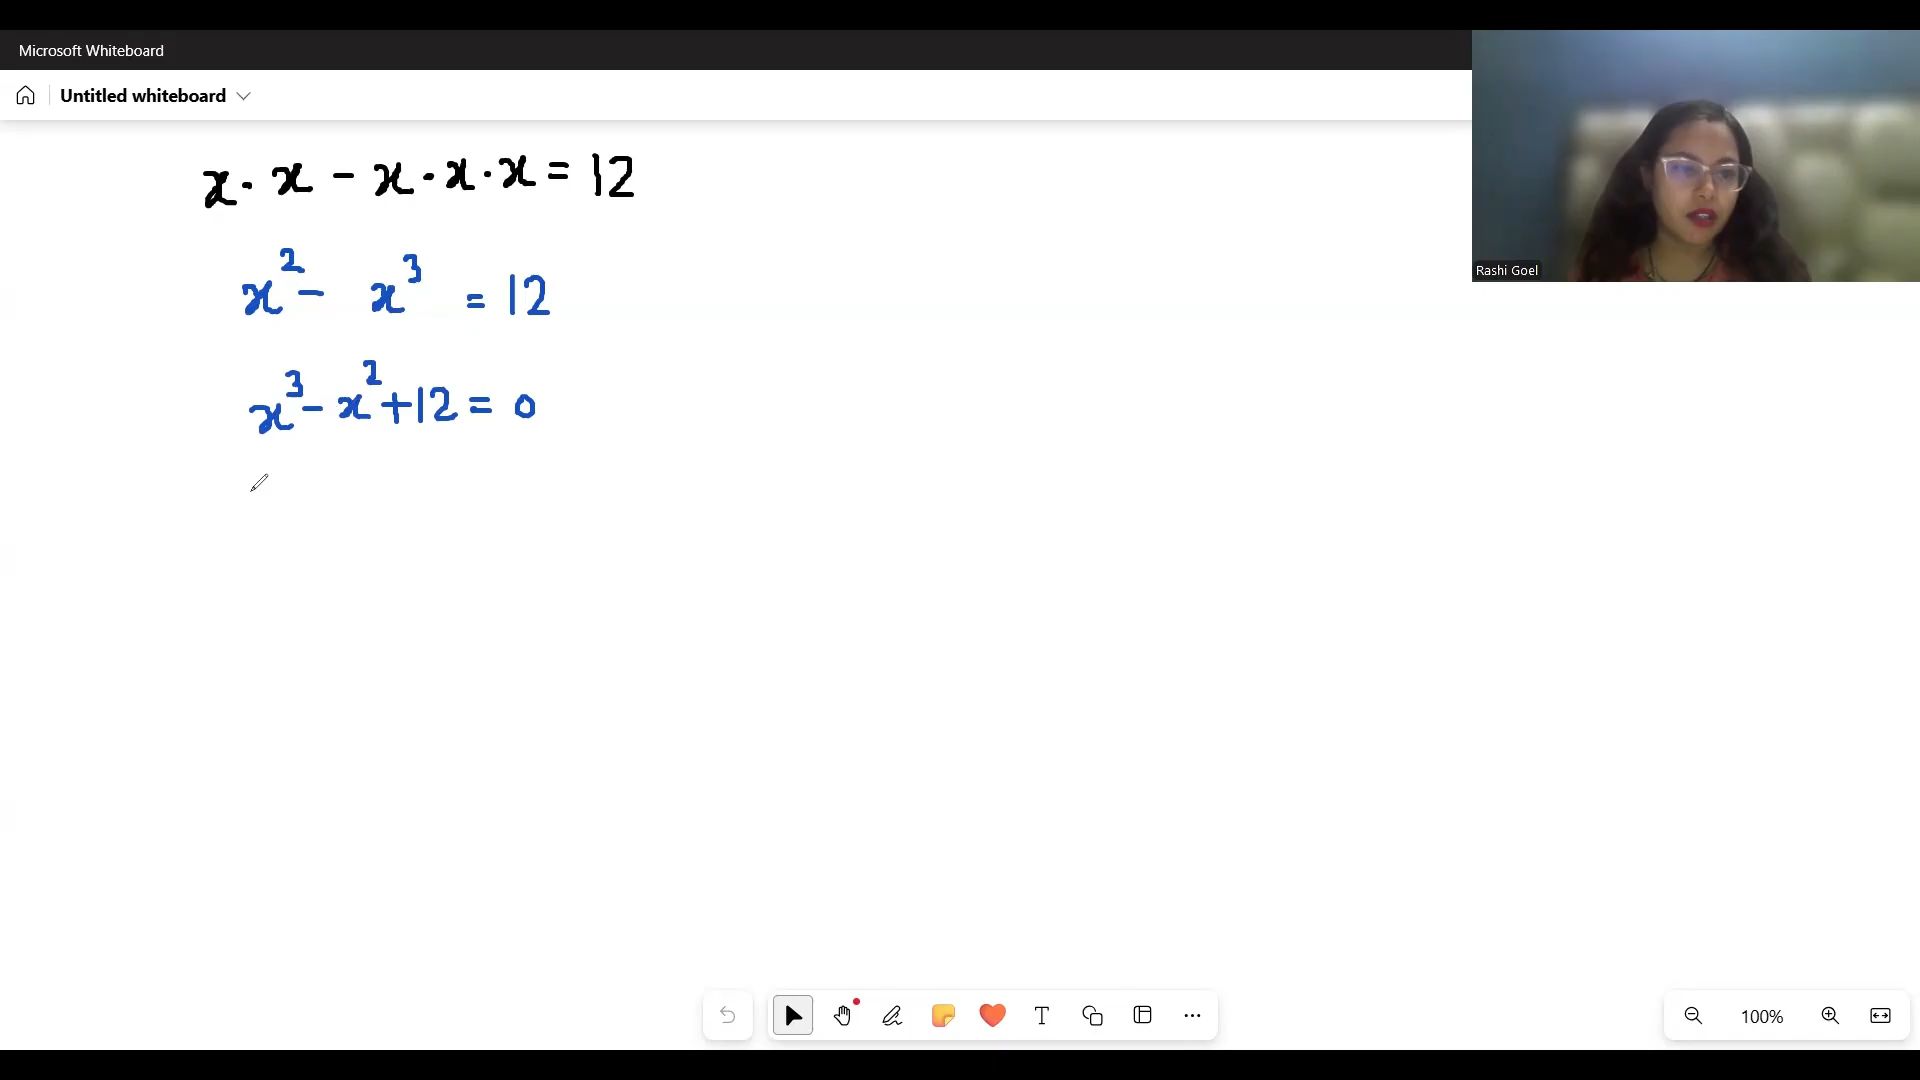 Microsoft Whiteboard
Untitled whiteboard
x · x - x · x · x = 12
x² - x³ = 12
x³ - x² + 12 = 0
Rashi Goel
100%